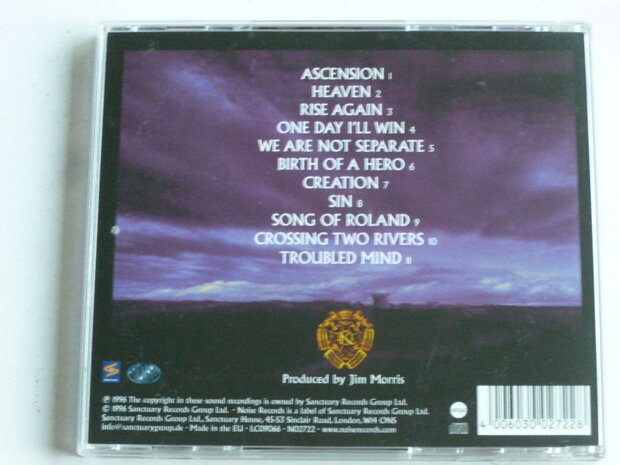 ASCENSION 1
HEAVEN 2
RISE AGAIN 3
ONE DAY I'LL WIN 4
WE ARE NOT SEPARATE 5
BIRTH OF A HERO 6
CREATION 7
SIN 8
SONG OF ROLAND 9
CROSSING TWO RIVERS 10
TROUBLED MIND 11
R
Produced by Jim Morris
℗ 1996 The copyright in these sound recordings is owned by Sanctuary Records Group Ltd.
© 1996 Sanctuary Records Group Ltd. · Noise Records is a label of Sanctuary Records Group Ltd.
Sanctuary Records Group Ltd., Sanctuary House, 45-53 Sinclair Road, London, W14 0NS
info@sanctuarygroup.de · Made in the EU · LC09066 · N02722 · www.noiserecords.com
4 006030 027228